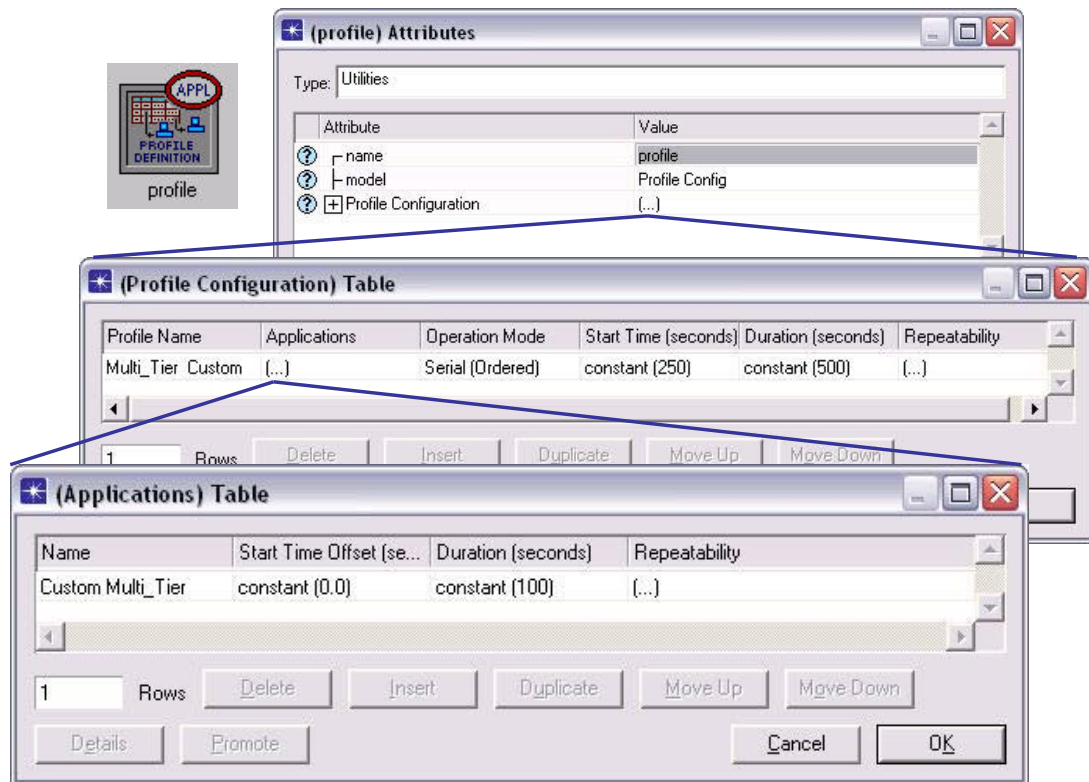 (profile) Attributes
Type: Utilities
APPL
PROFILE
DEFINITION
profile
Attribute Value
name profile
model Profile Config
Profile Configuration (...)
(Profile Configuration) Table
Profile Name Applications Operation Mode Start Time (seconds) Duration (seconds) Repeatability
Multi_Tier Custom (...) Serial (Ordered) constant (250) constant (500) (...)
1 Rows Delete Insert Duplicate Move Up Move Down
(Applications) Table
Name Start Time Offset (se... Duration (seconds) Repeatability
Custom Multi_Tier constant (0.0) constant (100) (...)
1 Rows Delete Insert Duplicate Move Up Move Down
Details Promote Cancel OK